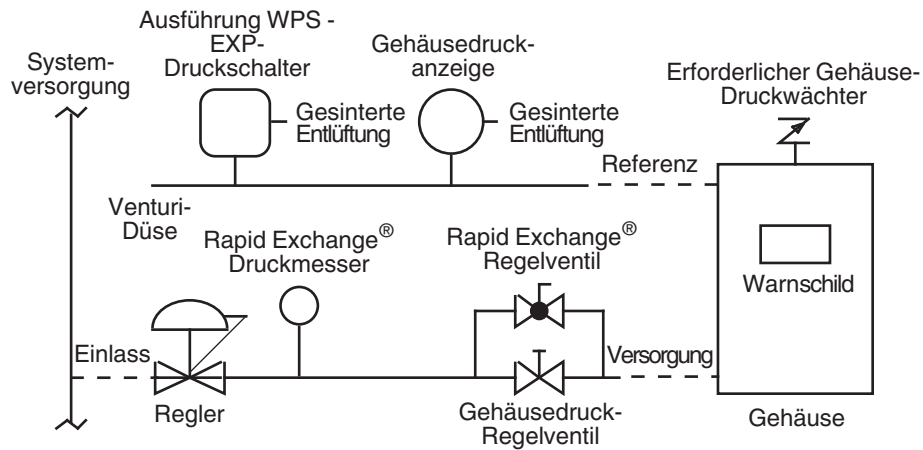 Ausführung WPS -
EXP-
Druckschalter
Gehäusedruck-
anzeige
System-
versorgung
Erforderlicher Gehäuse-
Druckwächter
Gesinterte
Entlüftung
Gesinterte
Entlüftung
Referenz
Venturi-
Düse
Rapid Exchange®
Druckmesser
Rapid Exchange®
Regelventil
Warnschild
Einlass
Versorgung
Regler
Gehäusedruck-
Regelventil
Gehäuse